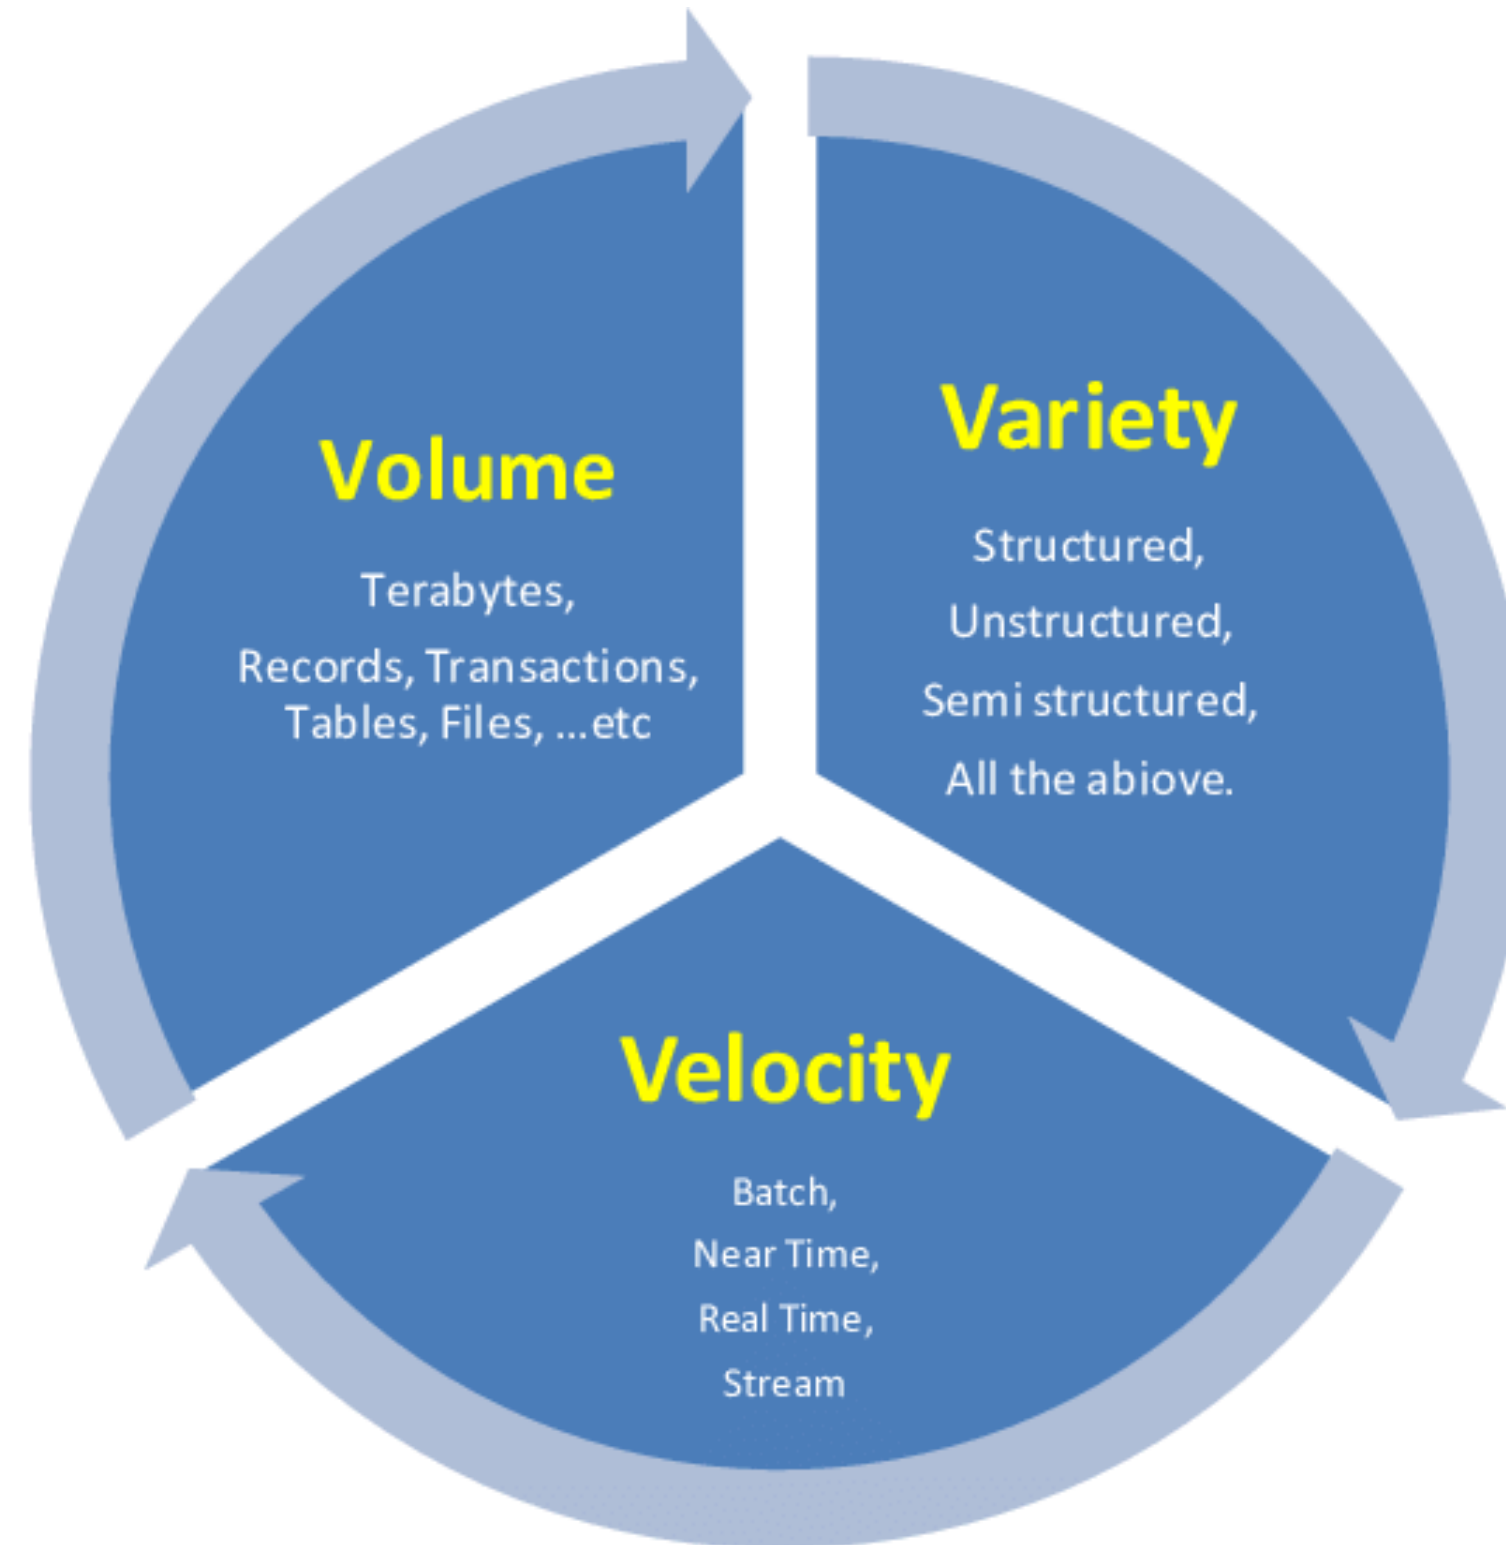 Volume
Terabytes,
Records, Transactions,
Tables, Files, ...etc
Variety
Structured,
Unstructured,
Semi structured,
All the abiove.
Velocity
Batch,
Near Time,
Real Time,
Stream